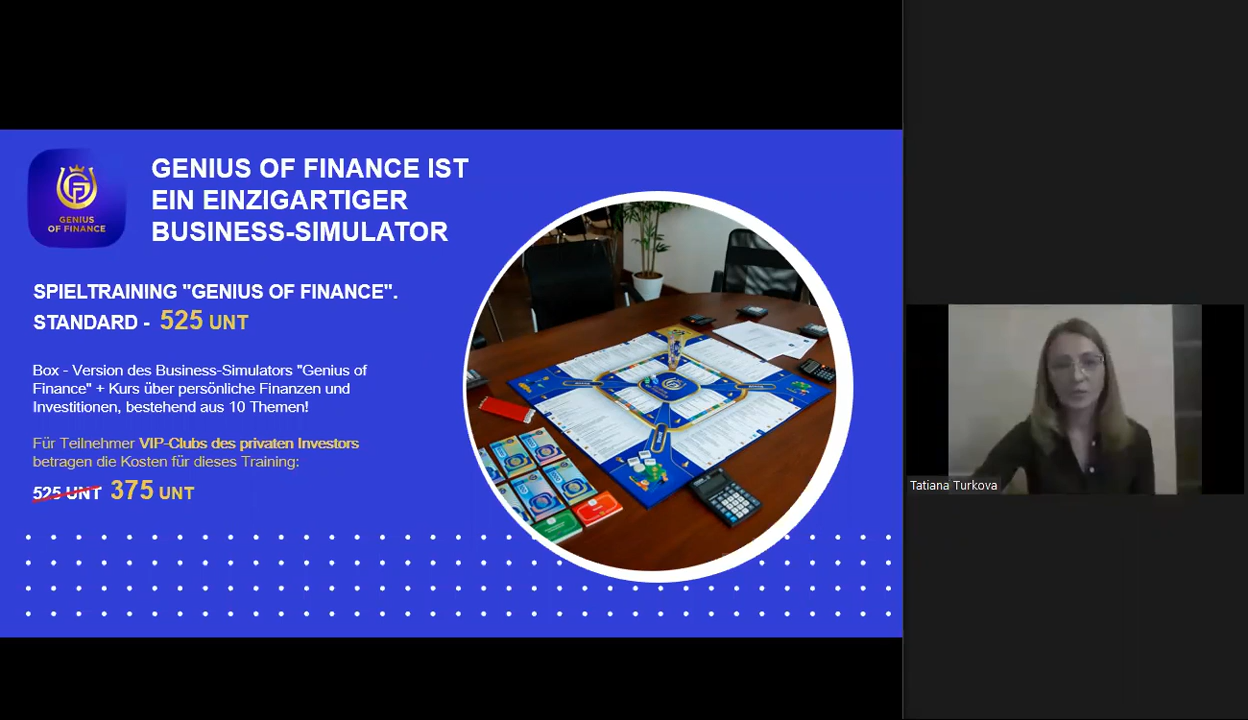 GENIUS
OF FINANCE
GENIUS OF FINANCE IST
EIN EINZIGARTIGER
BUSINESS-SIMULATOR
SPIELTRAINING "GENIUS OF FINANCE".
STANDARD - 525 UNT
Box - Version des Business-Simulators "Genius of
Finance" + Kurs über persönliche Finanzen und
Investitionen, bestehend aus 10 Themen!
Für Teilnehmer VIP-Clubs des privaten Investors
betragen die Kosten für dieses Training:
525 UNT 375 UNT
Tatiana Turkova